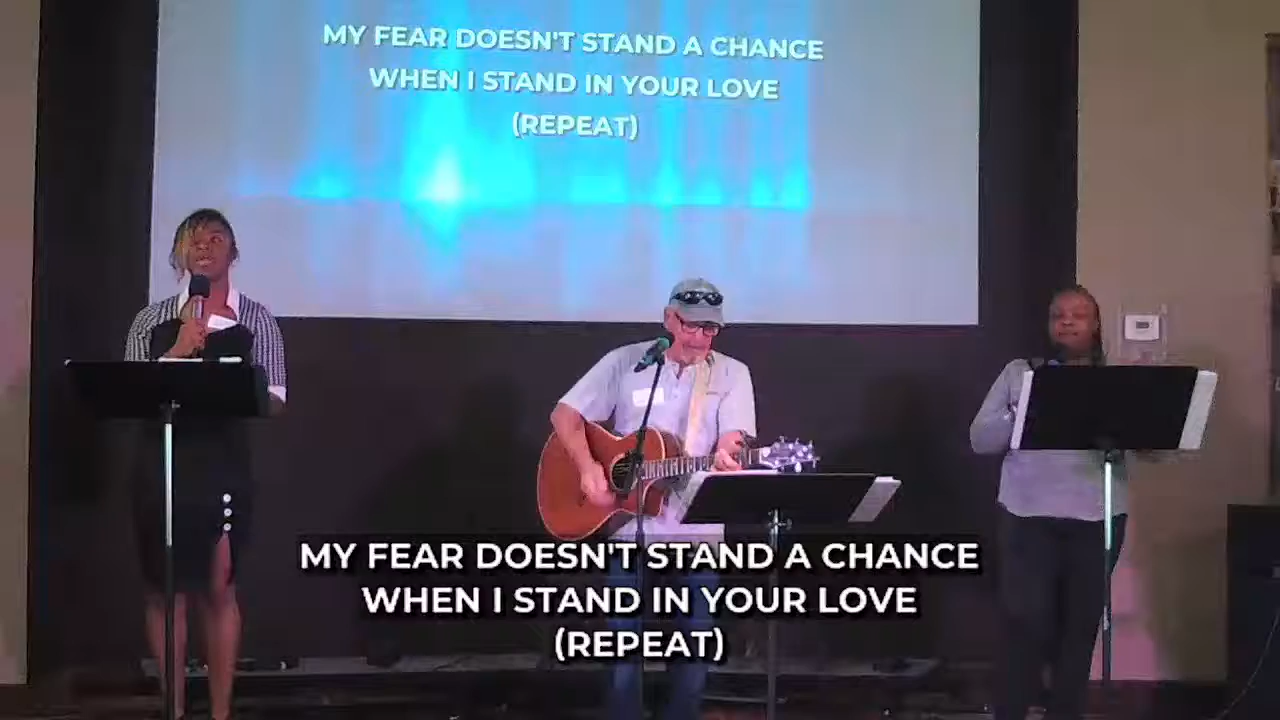 MY FEAR DOESN'T STAND A CHANCE
WHEN I STAND IN YOUR LOVE
(REPEAT)
MY FEAR DOESN'T STAND A CHANCE
WHEN I STAND IN YOUR LOVE
(REPEAT)